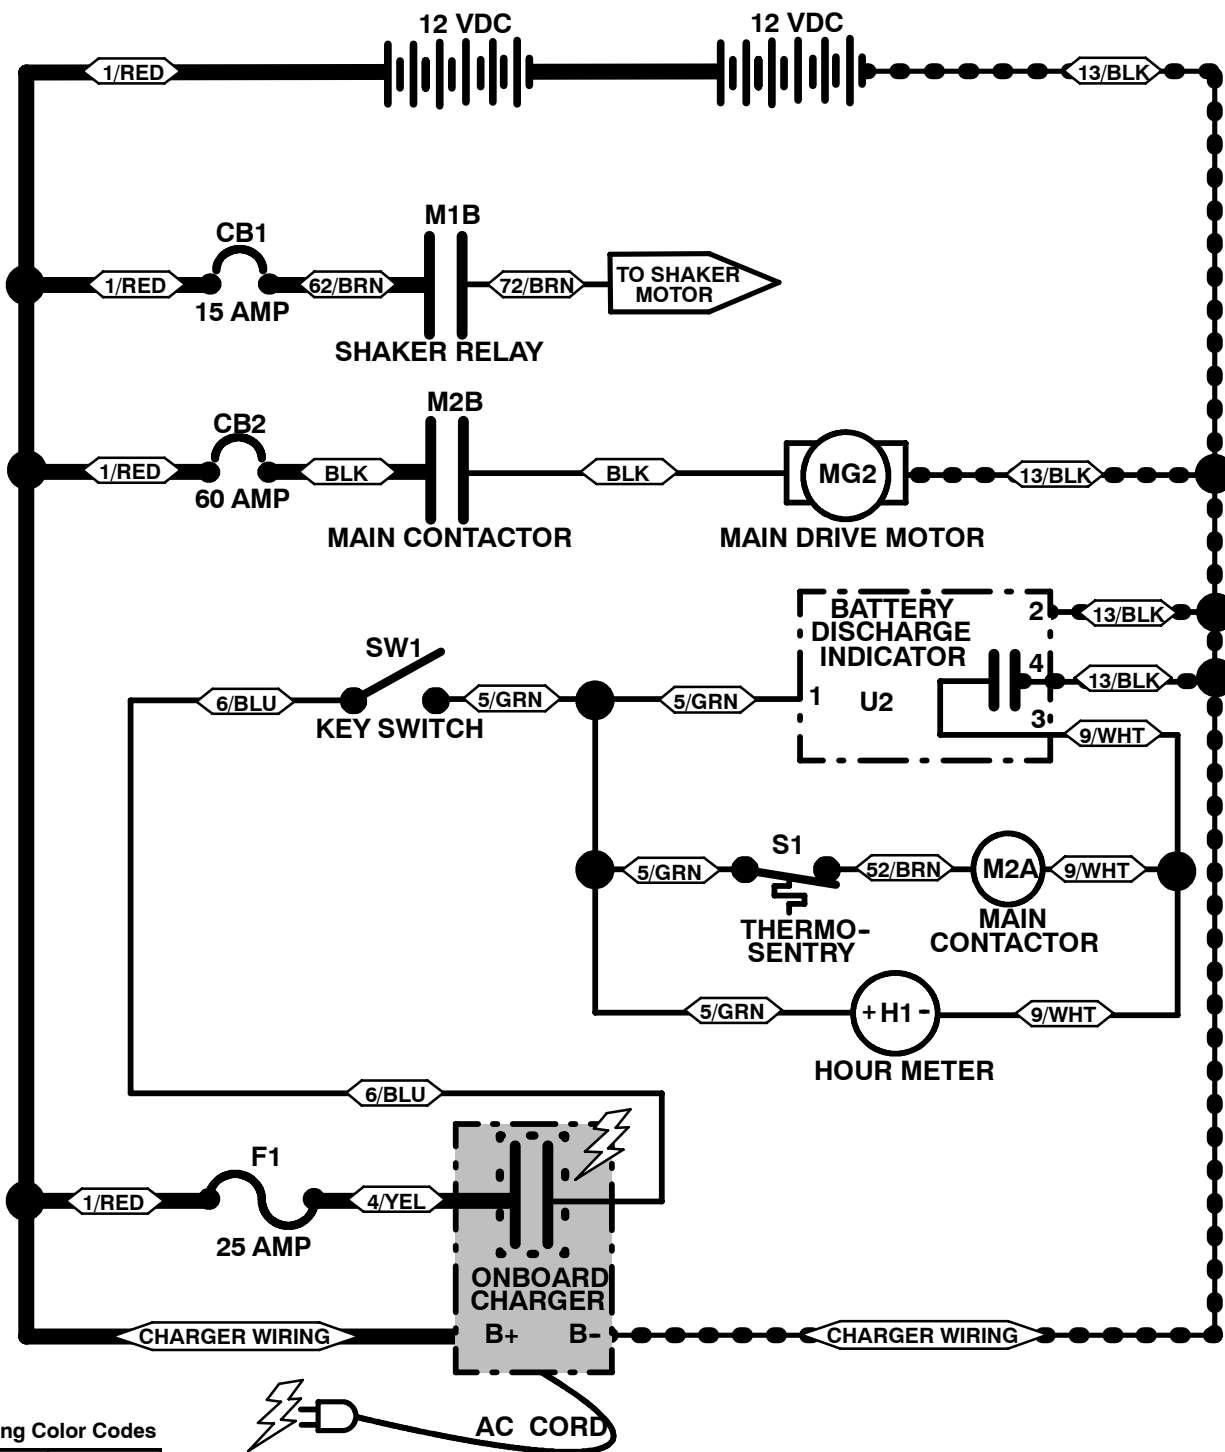 12 VDC
12 VDC
1/RED
13/BLK
M1B
CB1
1/RED
62/BRN
72/BRN
TO SHAKER
MOTOR
15 AMP
SHAKER RELAY
M2B
CB2
1/RED
BLK
BLK
MG2
13/BLK
60 AMP
MAIN CONTACTOR
MAIN DRIVE MOTOR
BATTERY
DISCHARGE
INDICATOR
2
13/BLK
SW1
4
13/BLK
6/BLU
5/GRN
5/GRN
1
U2
3
KEY SWITCH
9/WHT
S1
5/GRN
52/BRN
M2A
9/WHT
THERMO-
SENTRY
MAIN
CONTACTOR
5/GRN
+H1-
9/WHT
HOUR METER
6/BLU
F1
1/RED
4/YEL
25 AMP
ONBOARD
CHARGER
CHARGER WIRING
B+
B-
CHARGER WIRING
AC CORD
ng Color Codes